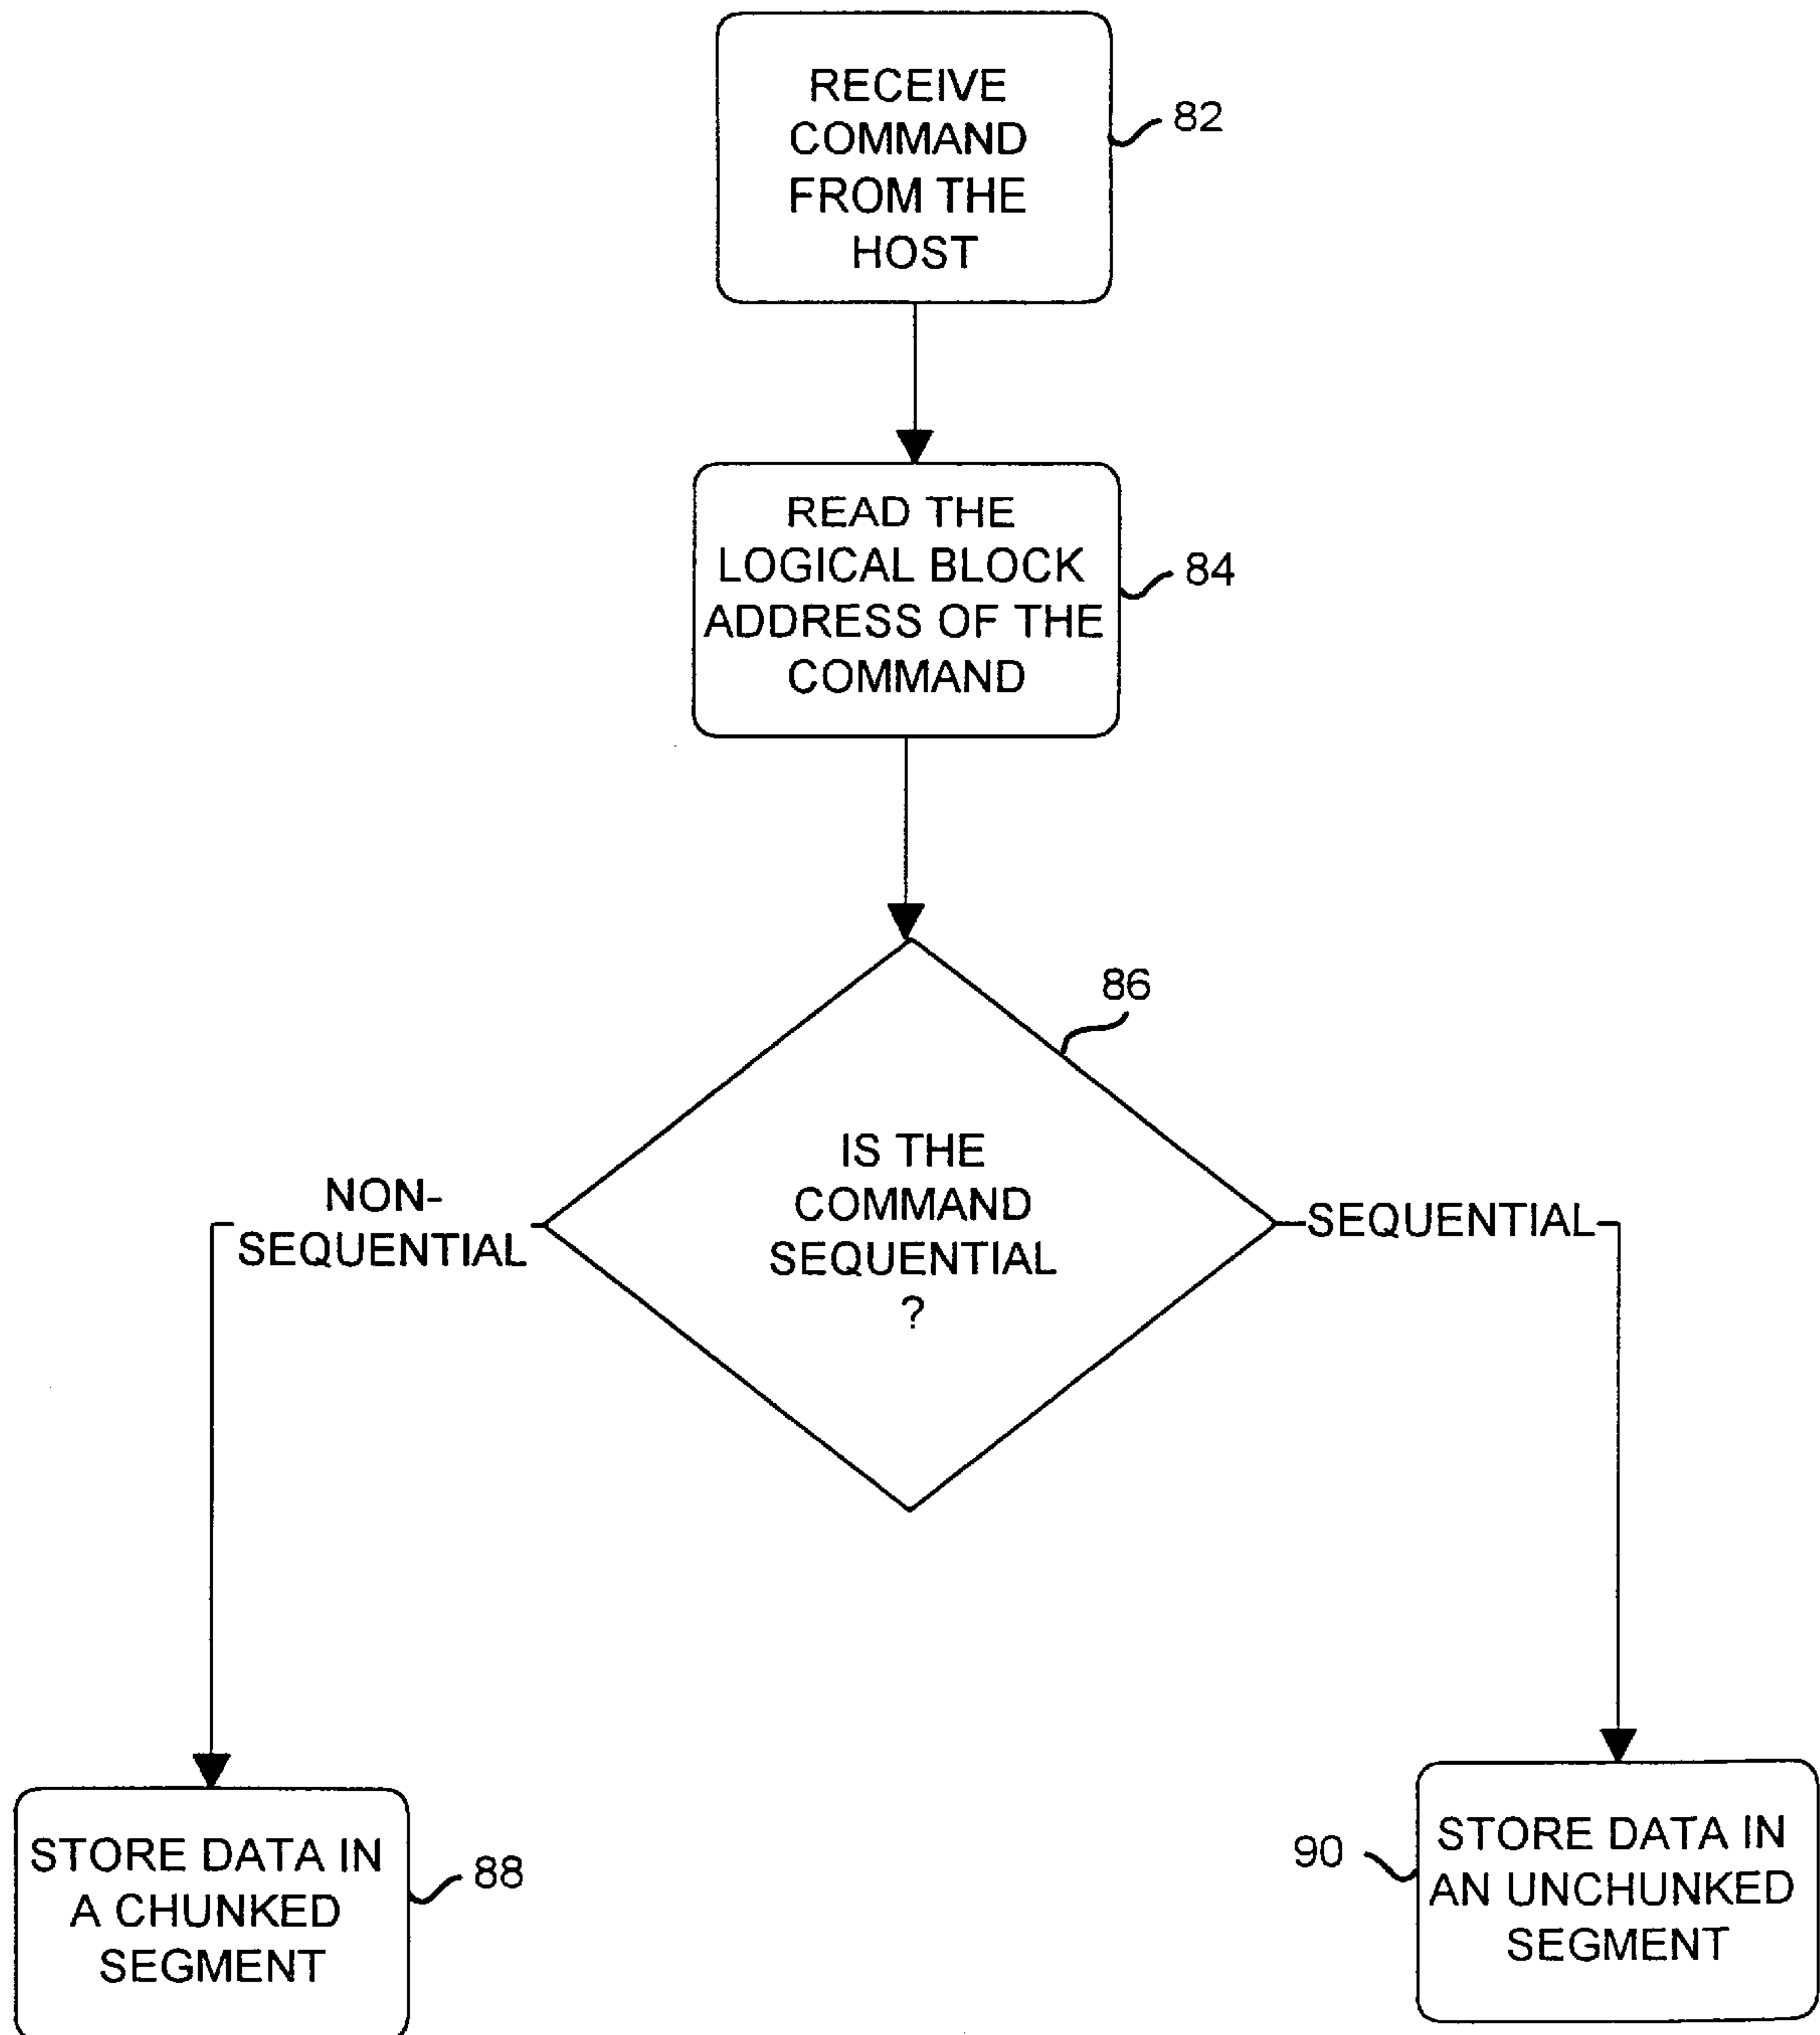 RECEIVE
COMMAND
FROM THE
HOST
82
READ THE
LOGICAL BLOCK
ADDRESS OF THE
COMMAND
84
86
IS THE
COMMAND
SEQUENTIAL
?
NON-
SEQUENTIAL
SEQUENTIAL
STORE DATA IN
A CHUNKED
SEGMENT
88
90
STORE DATA IN
AN UNCHUNKED
SEGMENT